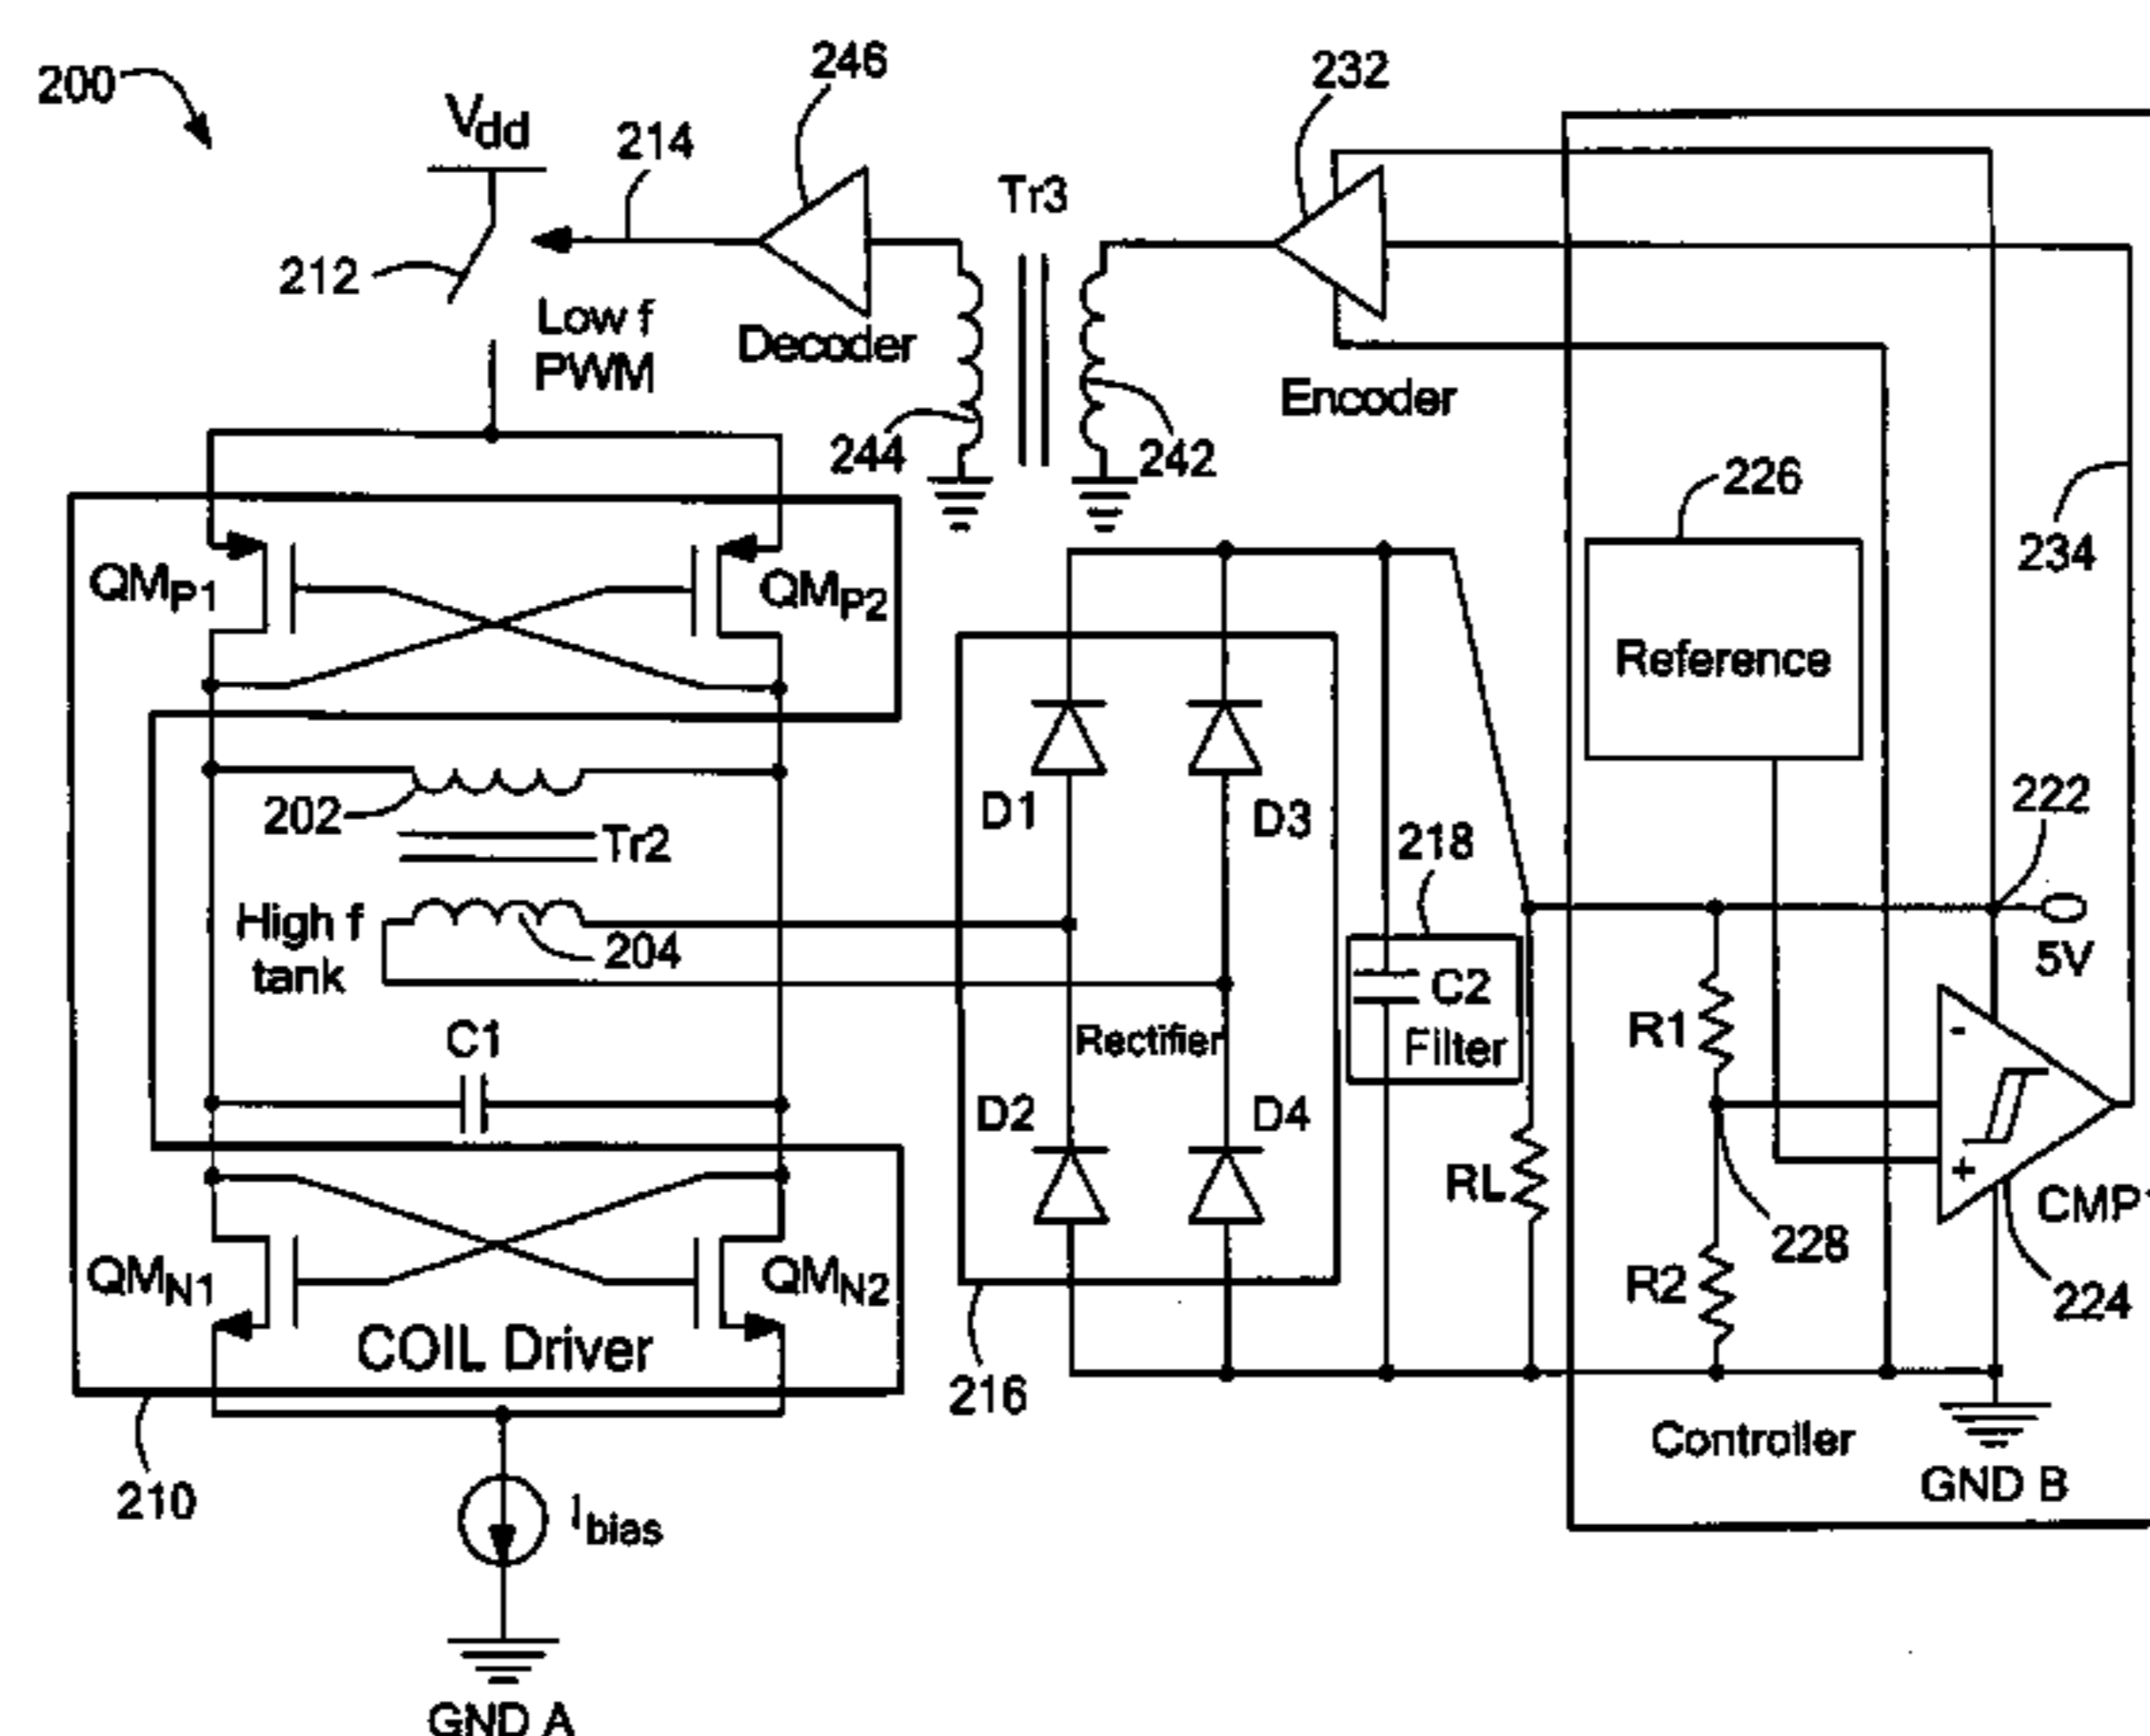 200
Vdd
214
246
232
Tr3
212
Low f
PWM
Decoder
Encoder
244
242
226
234
QMP1
QMP2
Reference
202
Tr2
D1
D3
218
222
High f
tank
204
C2
Filter
5V
R1
C1
Rectifier
D2
D4
RL
-
+
CMP1
228
QMN1
QMN2
R2
224
COIL Driver
216
Controller
GND B
210
Ibias
GND A